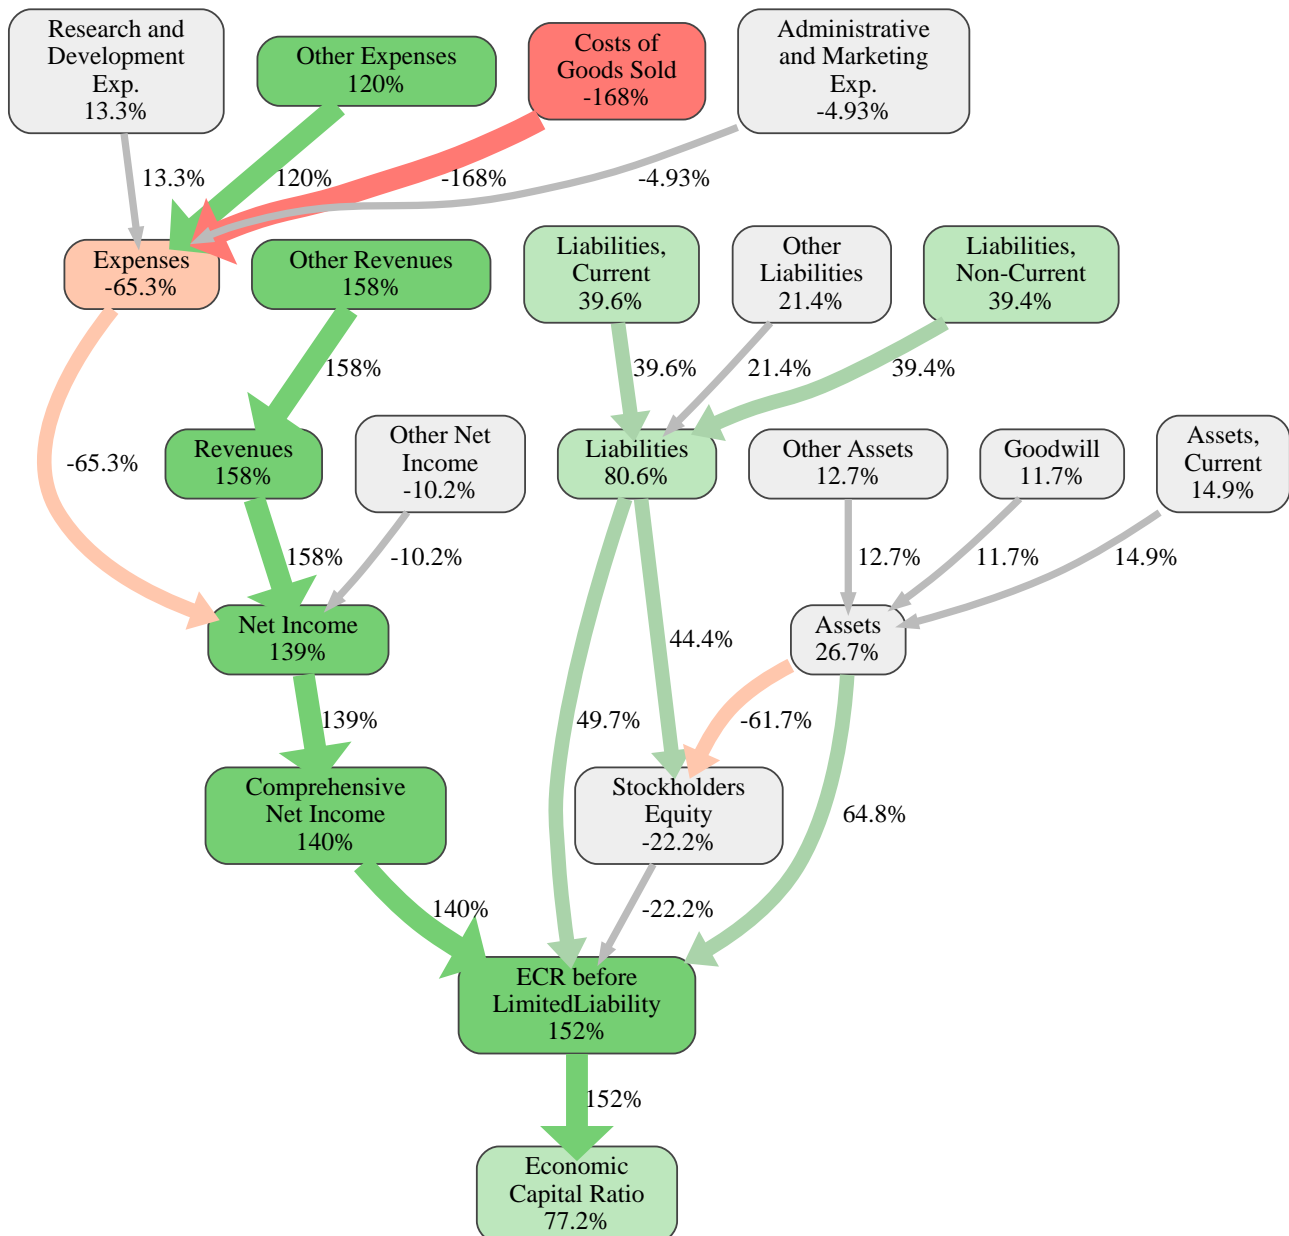 Research and
Development
Exp.
13.3%
Other Expenses
120%
Costs of
Goods Sold
-168%
Administrative
and Marketing
Exp.
-4.93%
13.3%
120%
-168%
-4.93%
Expenses
-65.3%
Other Revenues
158%
Liabilities,
Current
39.6%
Other
Liabilities
21.4%
Liabilities,
Non-Current
39.4%
158%
39.6%
21.4%
39.4%
-65.3%
Revenues
158%
Other Net
Income
-10.2%
Liabilities
80.6%
Other Assets
12.7%
Goodwill
11.7%
Assets,
Current
14.9%
158%
-10.2%
12.7%
11.7%
14.9%
Net Income
139%
44.4%
Assets
26.7%
139%
49.7%
-61.7%
Comprehensive
Net Income
140%
Stockholders
Equity
-22.2%
64.8%
140%
-22.2%
ECR before
LimitedLiability
152%
152%
Economic
Capital Ratio
77.2%